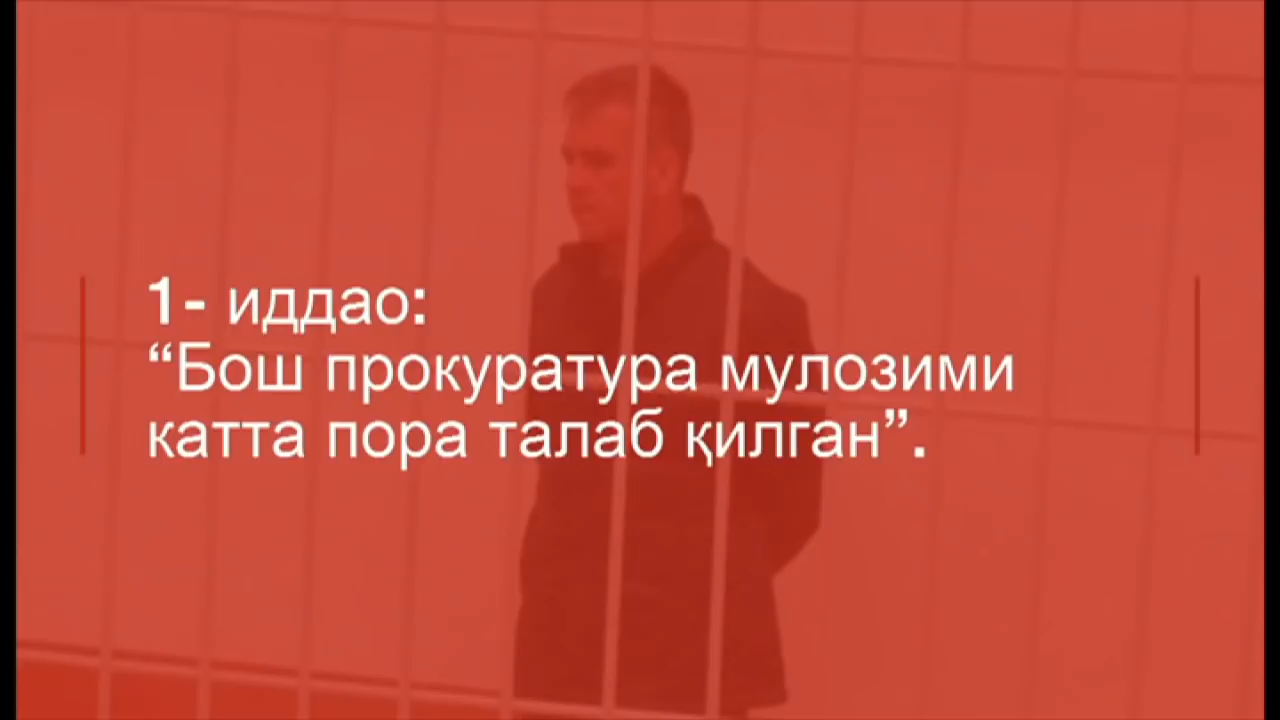 1- иддао:
“Бош прокуратура мулозими
катта пора талаб қилган”.